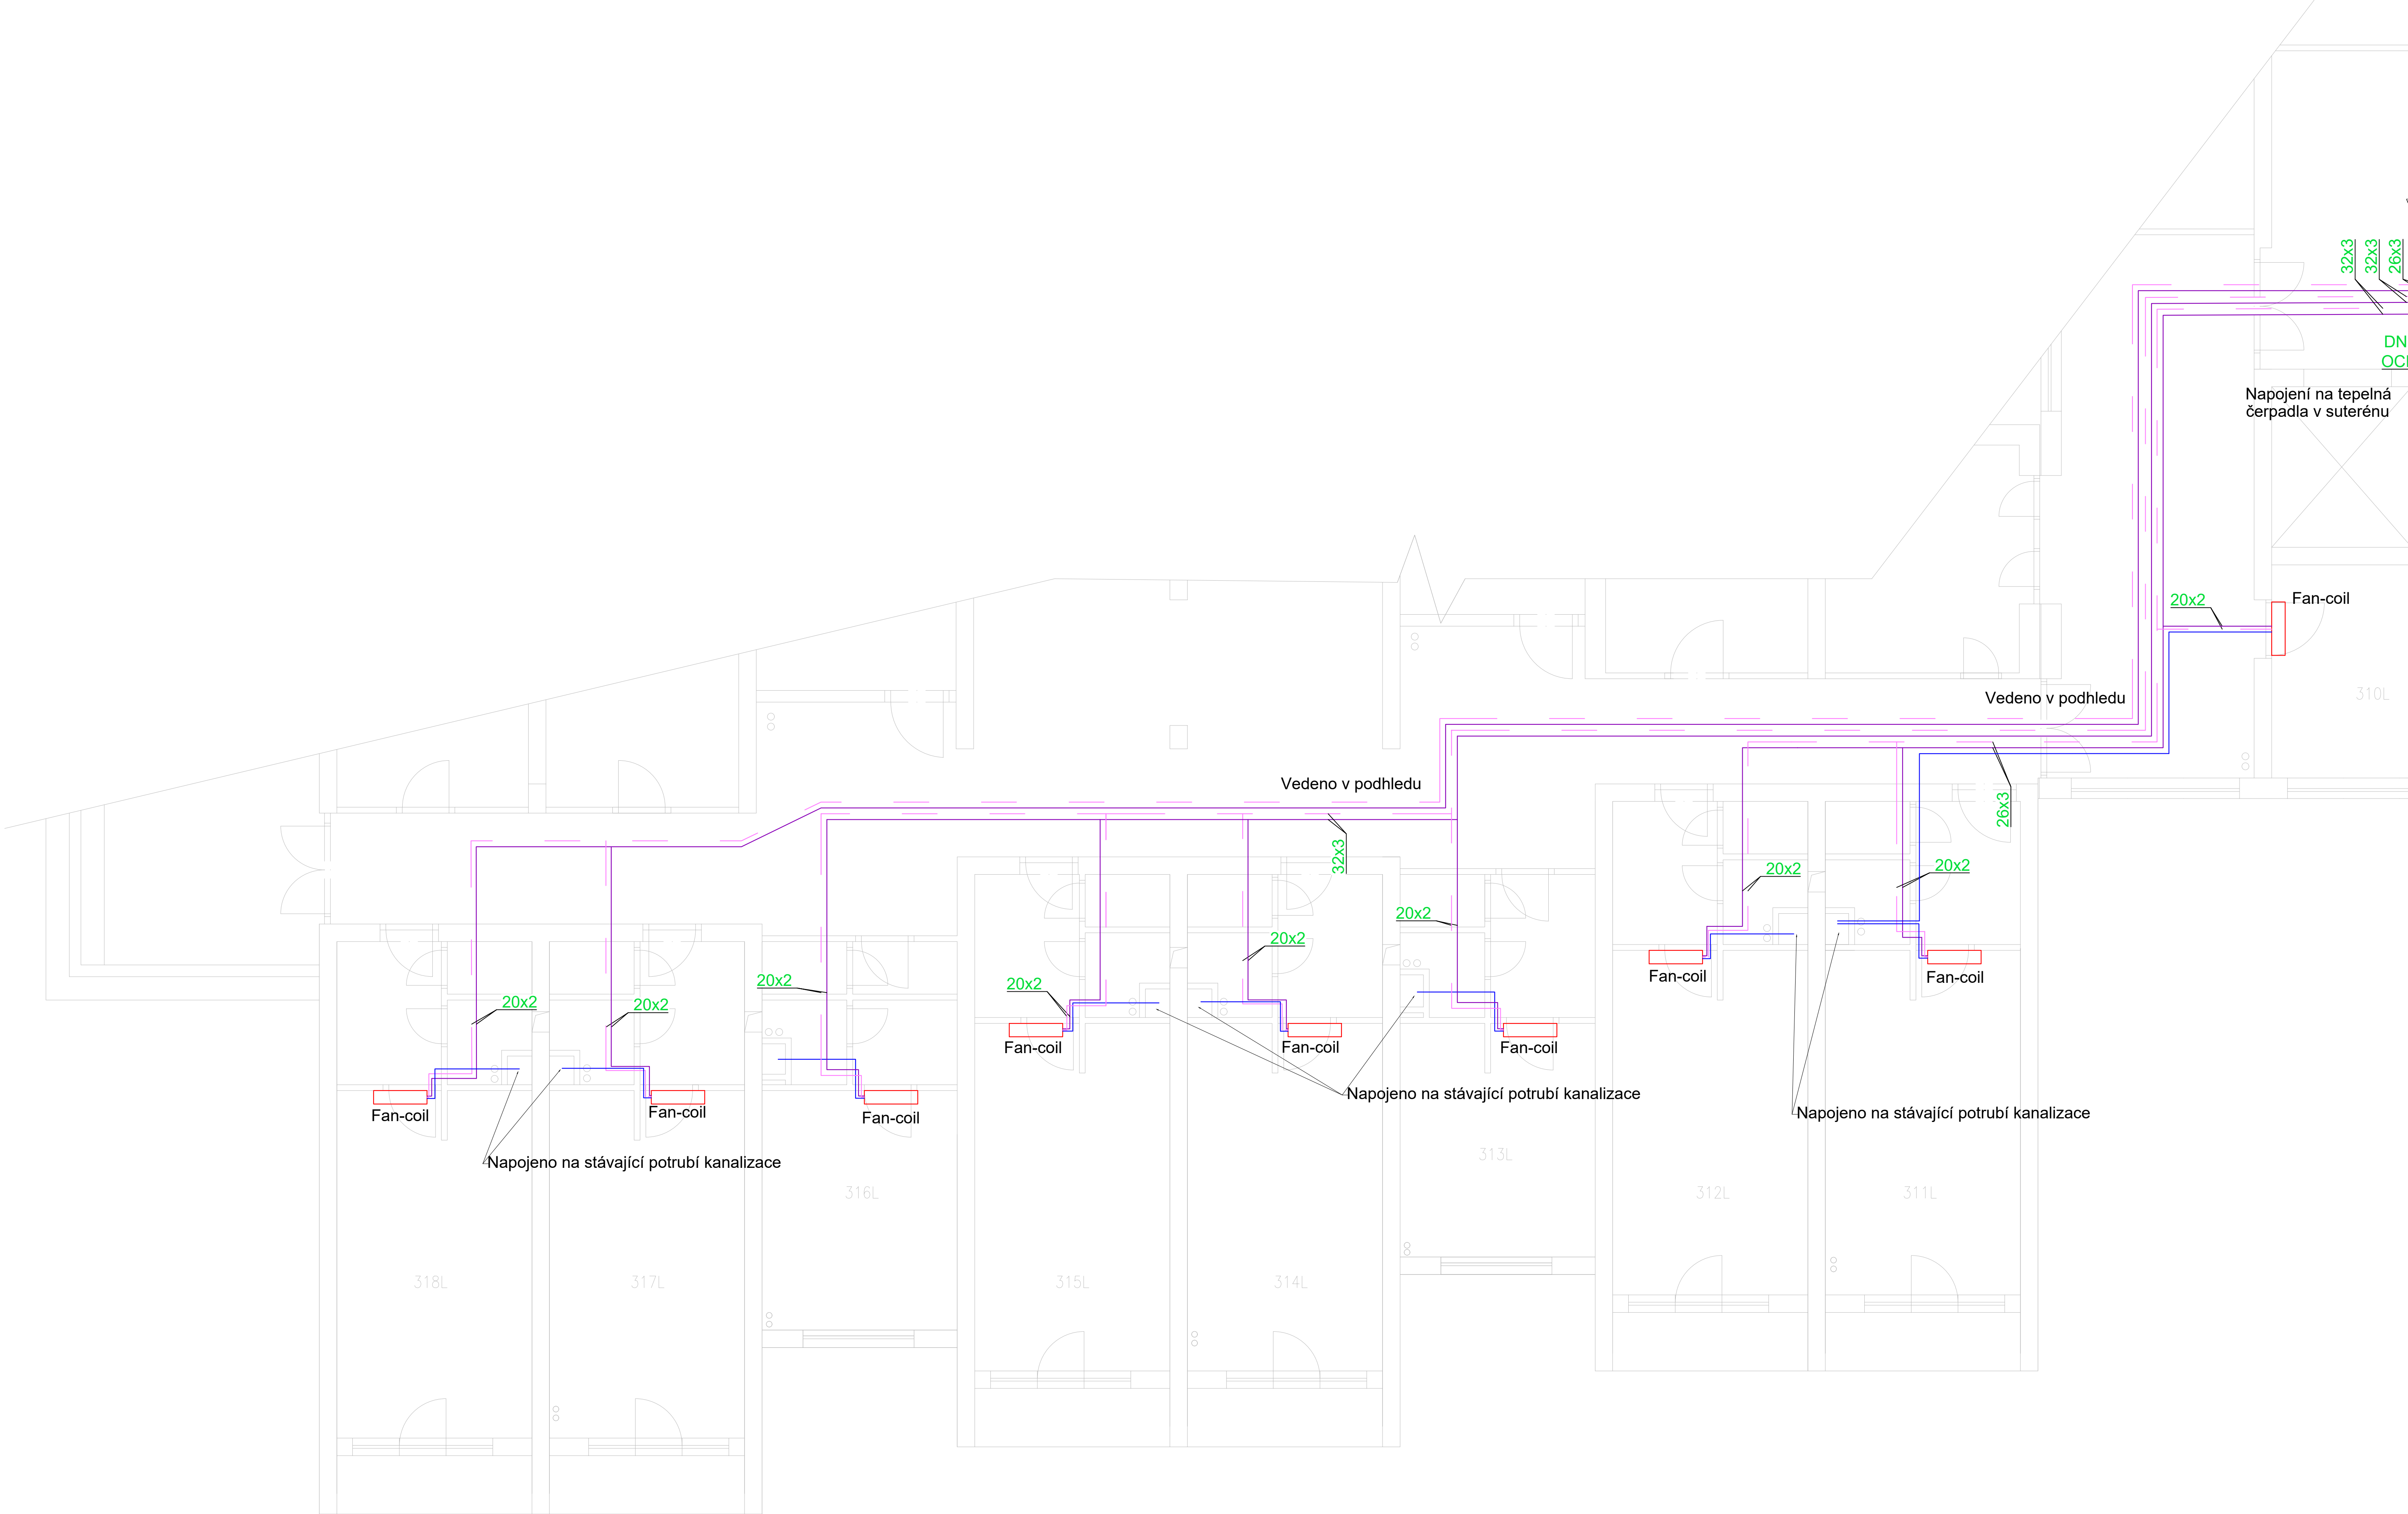 32x3
32x3
26x3
DN
Napojení na tepelná
čerpadla v suterénu
20x2
Fan-coil
310L
Vedeno v podhledu
Vedeno v podhledu
26x3
32x3
20x2
20x2
20x2
20x2
20x2
20x2
20x2
20x2
Fan-coil
Fan-coil
Fan-coil
Fan-coil
Fan-coil
Fan-coil
Fan-coil
Fan-coil
Napojeno na stávající potrubí kanalizace
Napojeno na stávající potrubí kanalizace
Napojeno na stávající potrubí kanalizace
313L
316L
312L
311L
318L
317L
315L
314L